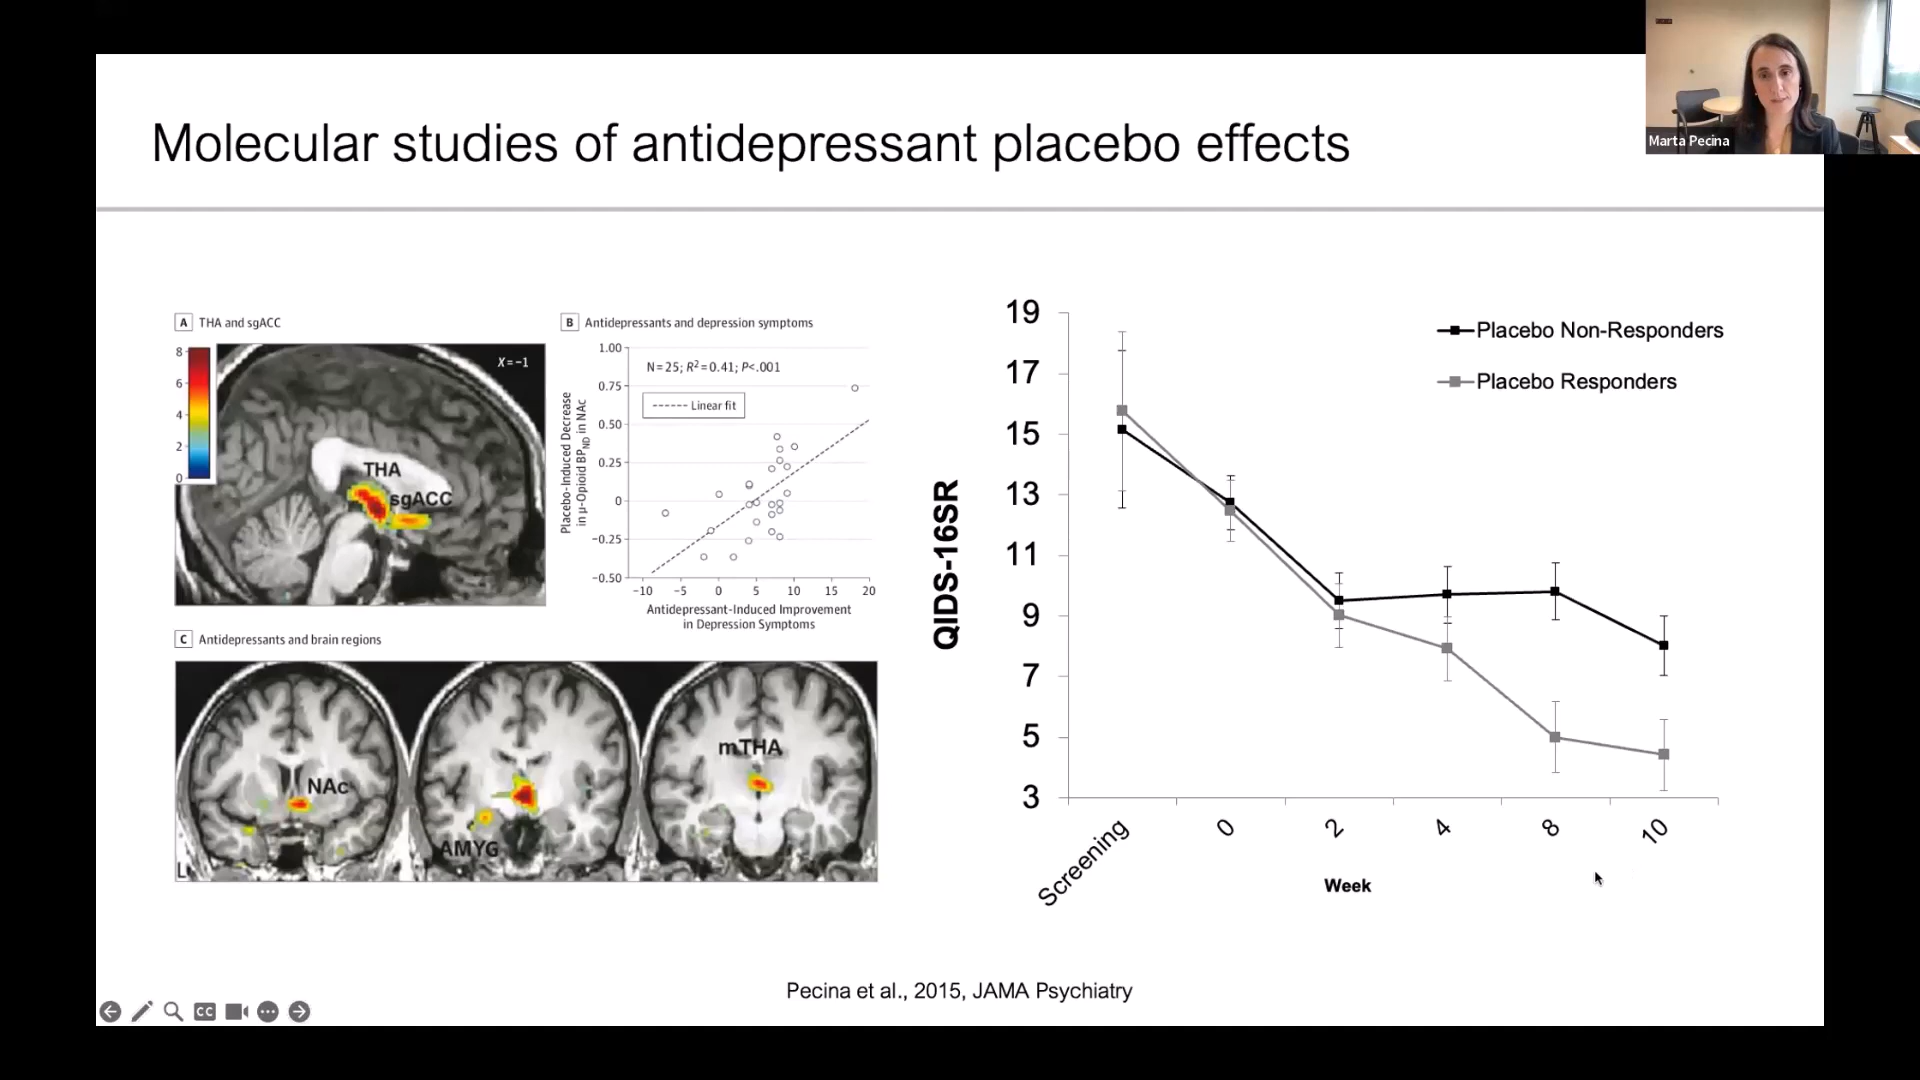 Marta Pecina
Molecular studies of antidepressant placebo effects
A THA and sgACC
8
6
4
2
0
X=−1
THA
sgACC
B Antidepressants and depression symptoms
Placebo-Induced Decrease
in μ-Opioid BPND in NAc
1.00
0.75
0.50
0.25
0
−0.25
−0.50
N=25; R2=0.41; P<.001
Linear fit
−10 −5 0 5 10 15 20
Antidepressant-Induced Improvement
in Depression Symptoms
C Antidepressants and brain regions
NAc
AMYG
mTHA
L
QIDS-16SR
19
17
15
13
11
9
7
5
3
Placebo Non-Responders
Placebo Responders
Screening 0 2 4 8 10
Week
Pecina et al., 2015, JAMA Psychiatry
CC